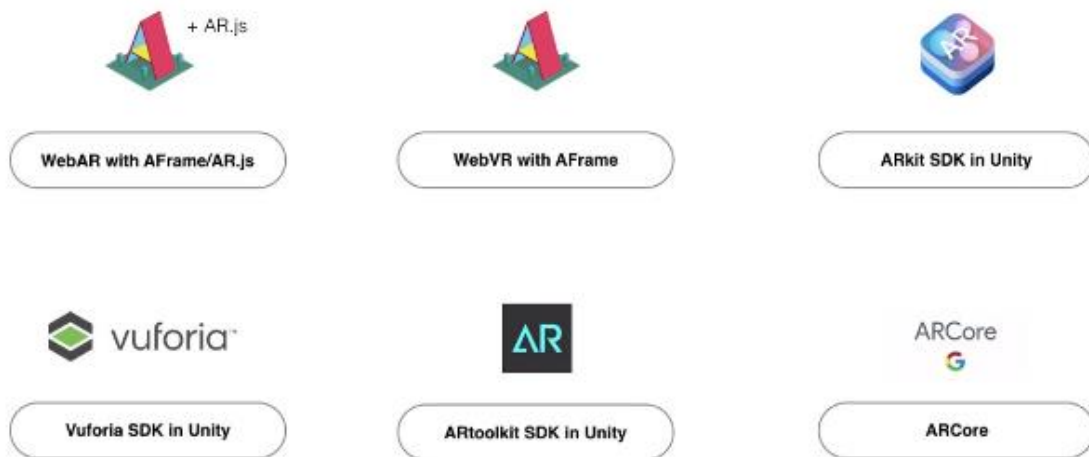 + AR.js
AR
WebAR with AFrame/AR.js
WebVR with AFrame
ARkit SDK in Unity
vuforia™
AR
ARCore
G
Vuforia SDK in Unity
ARtoolkit SDK in Unity
ARCore